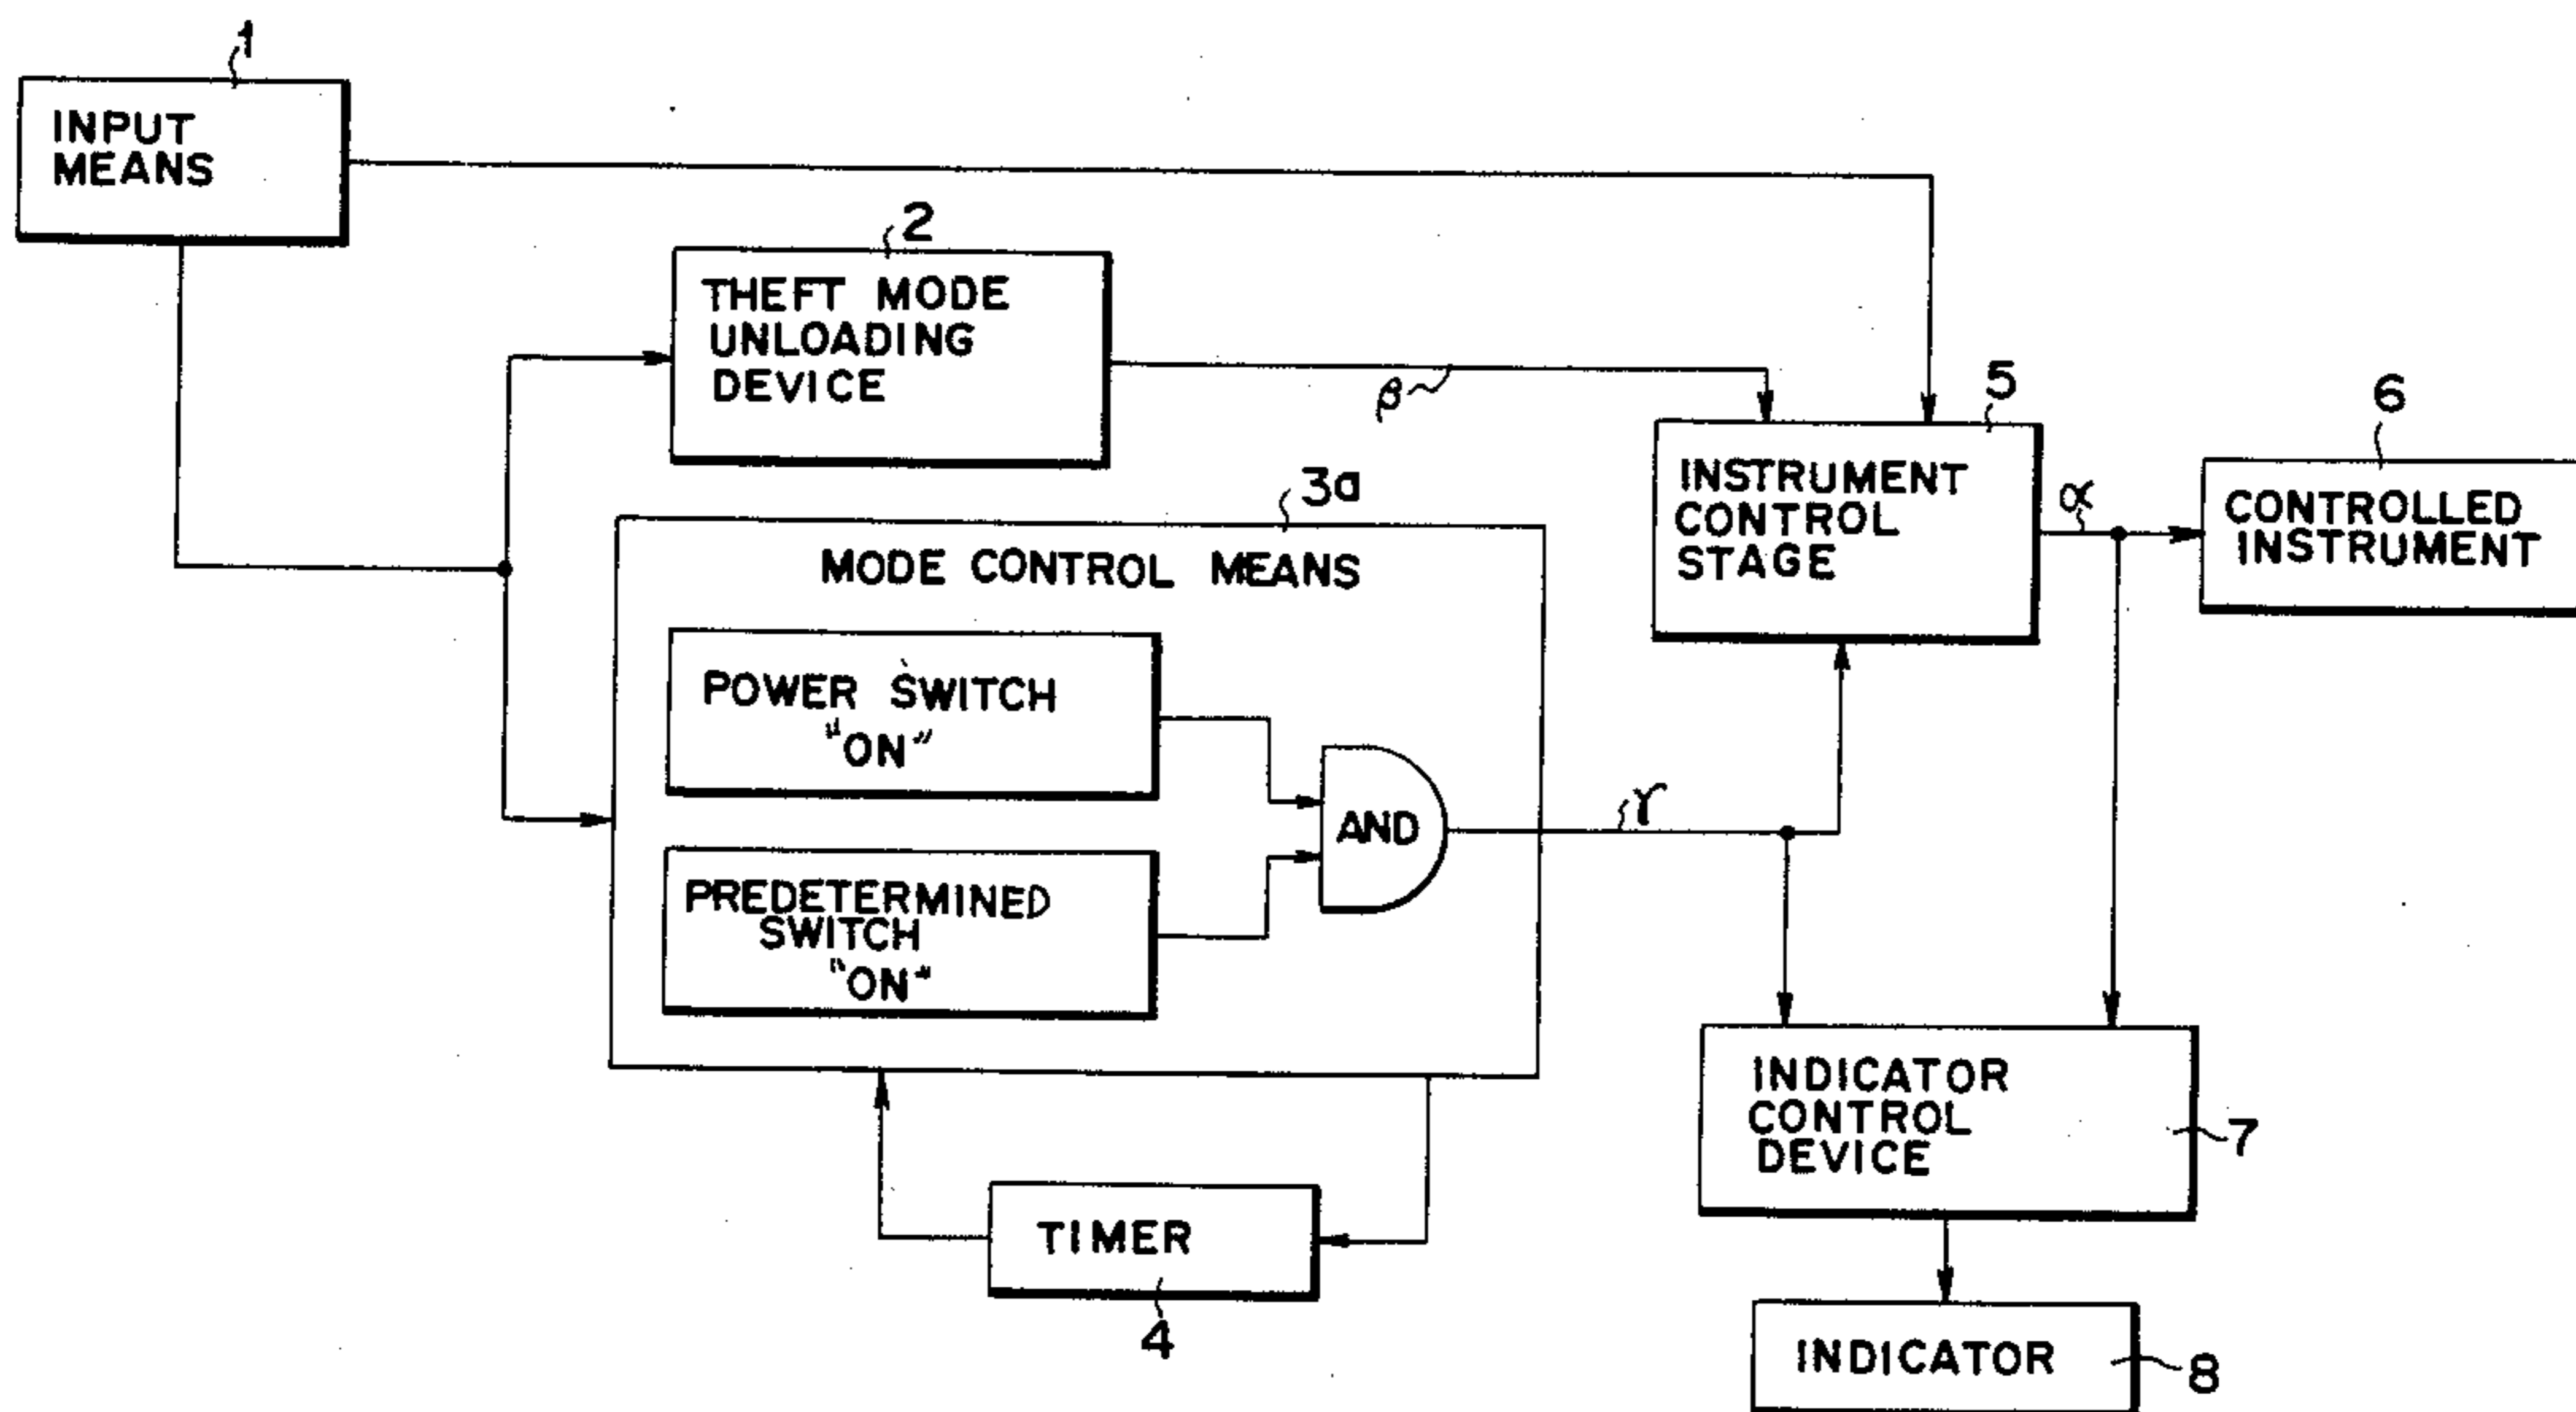 1
INPUT
MEANS
2
THEFT MODE
UNLOADING
DEVICE
β
5
INSTRUMENT
CONTROL
STAGE
α
6
CONTROLLED
INSTRUMENT
3a
MODE CONTROL MEANS
POWER SWITCH
"ON"
AND
γ
PREDETERMINED
SWITCH
"ON"
INDICATOR
CONTROL
DEVICE
7
TIMER
4
INDICATOR
8